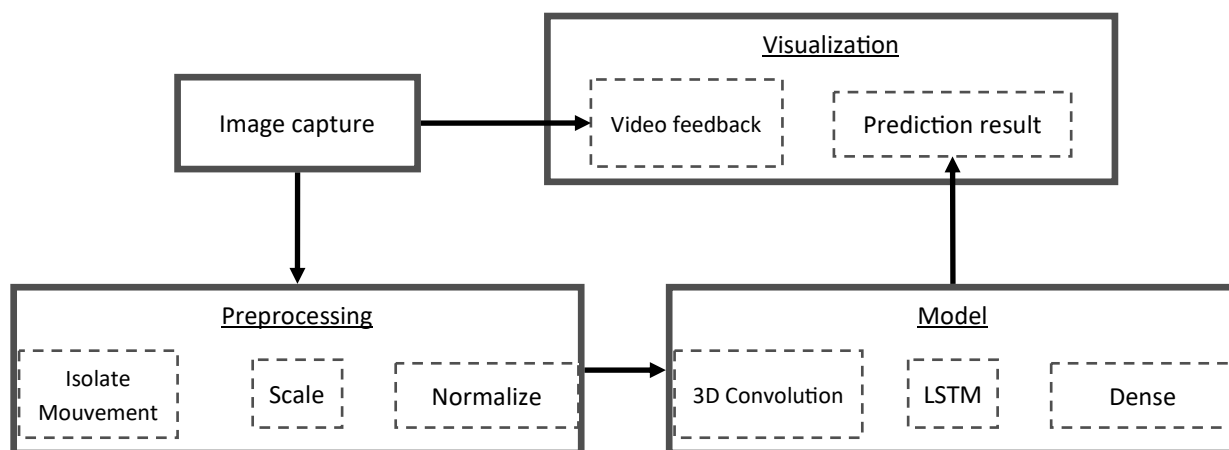 Visualization
Image capture
Video feedback
Prediction result
Preprocessing
Isolate
Mouvement
Scale
Normalize
Model
3D Convolution
LSTM
Dense